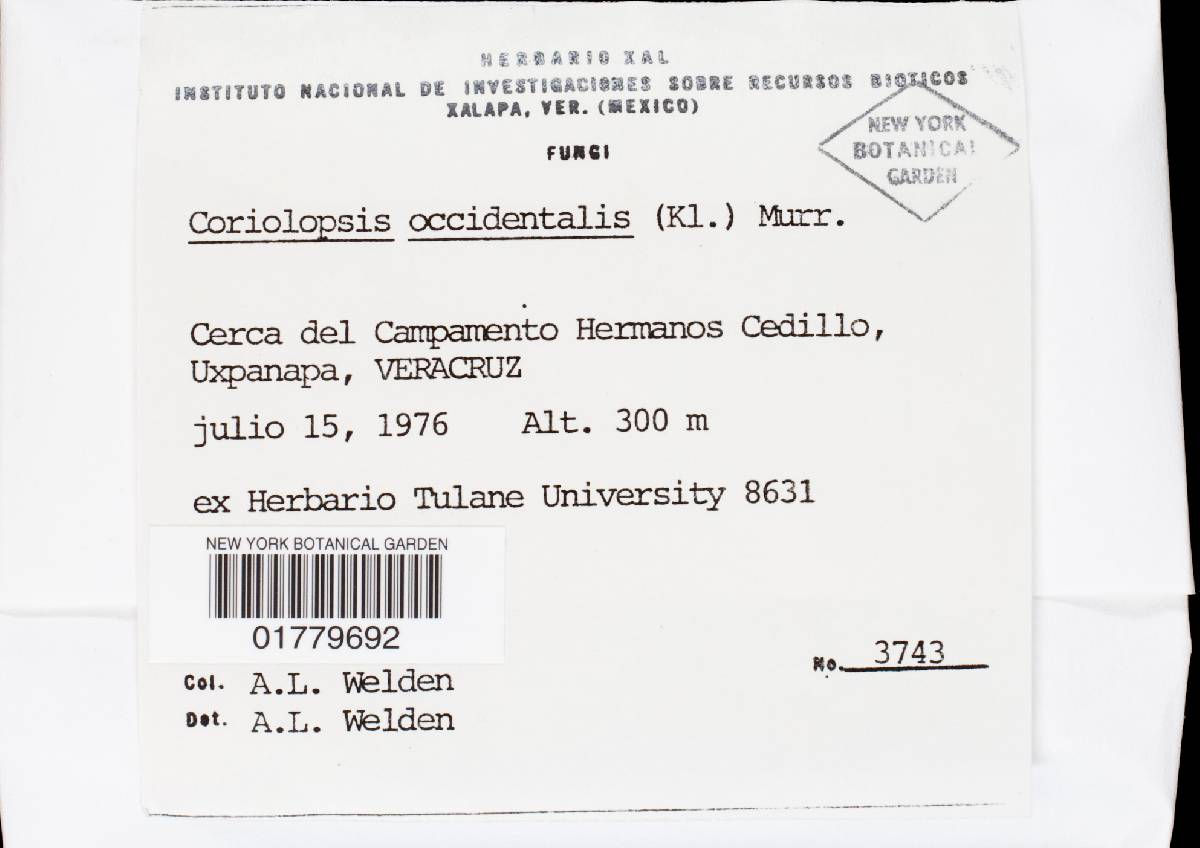 HERBARIO XAL
INSTITUTO NACIONAL DE INVESTIGACIONES SOBRE RECURSOS BIOTICOS
XALAPA, VER. (MEXICO)
FUNGI
NEW YORK
BOTANICAL
GARDEN
Coriolopsis occidentalis (Kl.) Murr.
Cerca del Campamento Hermanos Cedillo,
Uxpanapa, VERACRUZ
julio 15, 1976 Alt. 300 m
ex Herbario Tulane University 8631
NEW YORK BOTANICAL GARDEN
01779692
No. 3743
Col. A.L. Welden
Det. A.L. Welden